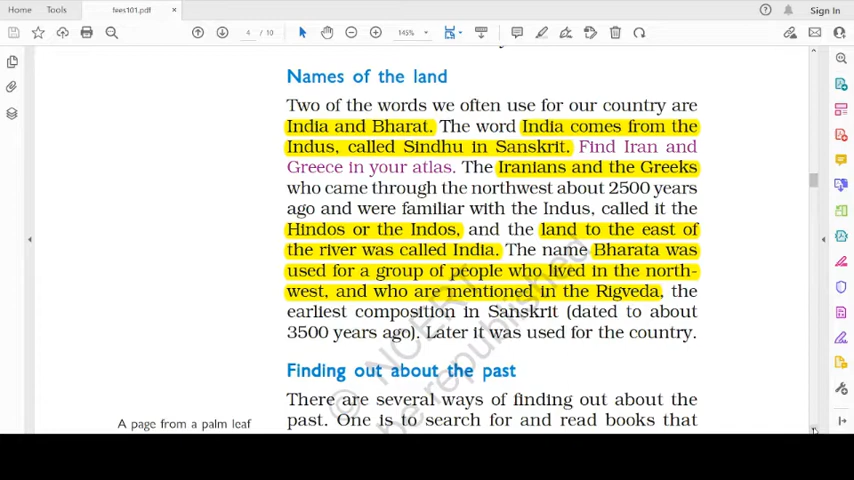 Home Tools fees101.pdf × Sign In
4 / 10 145%
Names of the land
Two of the words we often use for our country are
India and Bharat. The word India comes from the
Indus, called Sindhu in Sanskrit. Find Iran and
Greece in your atlas. The Iranians and the Greeks
who came through the northwest about 2500 years
ago and were familiar with the Indus, called it the
Hindos or the Indos, and the land to the east of
the river was called India. The name Bharata was
used for a group of people who lived in the north-
west, and who are mentioned in the Rigveda, the
earliest composition in Sanskrit (dated to about
3500 years ago). Later it was used for the country.
Finding out about the past
There are several ways of finding out about the
past. One is to search for and read books that
A page from a palm leaf
© NCERT
be republished